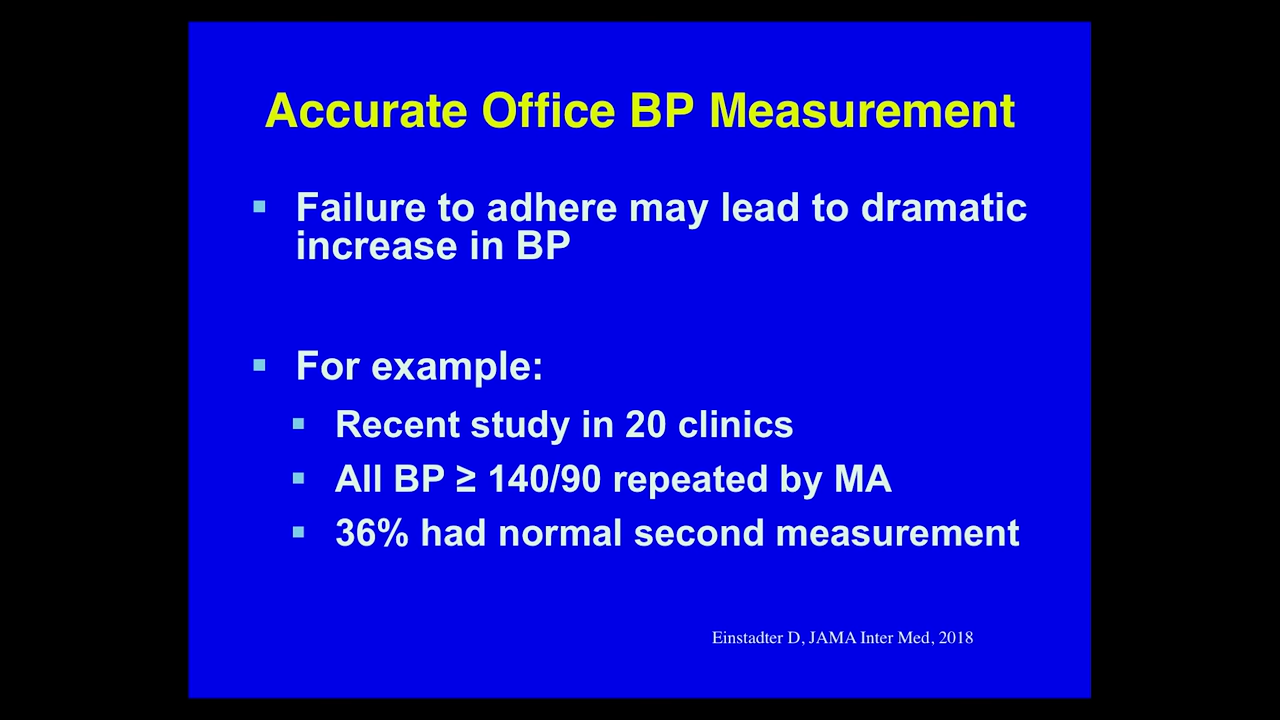 Accurate Office BP Measurement
▪ Failure to adhere may lead to dramatic
increase in BP
▪ For example:
▪ Recent study in 20 clinics
▪ All BP ≥ 140/90 repeated by MA
▪ 36% had normal second measurement
Einstadter D, JAMA Inter Med, 2018